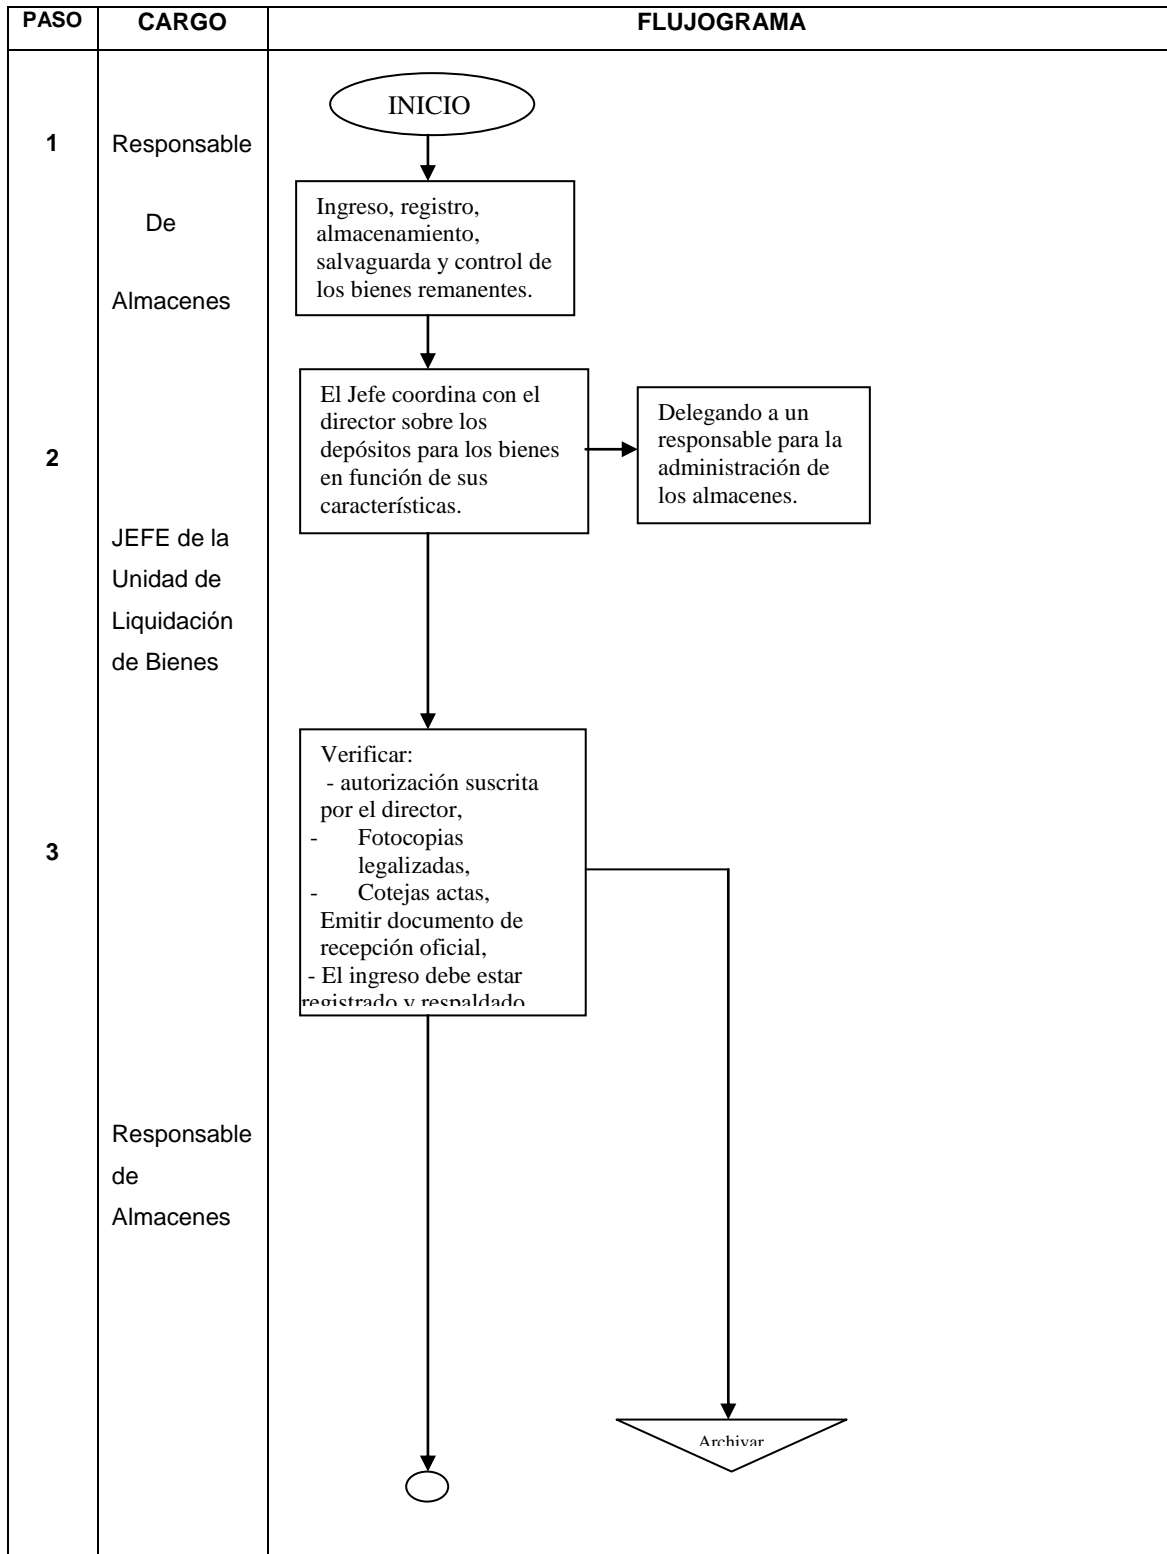 PASO CARGO FLUJOGRAMA
INICIO
1 Responsable
De
Almacenes
Ingreso, registro,
almacenamiento,
salvaguarda y control de
los bienes remanentes.
2
JEFE de la
Unidad de
Liquidación
de Bienes
El Jefe coordina con el
director sobre los
depósitos para los bienes
en función de sus
características.
Delegando a un
responsable para la
administración de
los almacenes.
3
Responsable
de
Almacenes
Verificar:
- autorización suscrita
por el director,
- Fotocopias
legalizadas,
- Cotejas actas,
Emitir documento de
recepción oficial,
- El ingreso debe estar
registrado y respaldado
Archivar